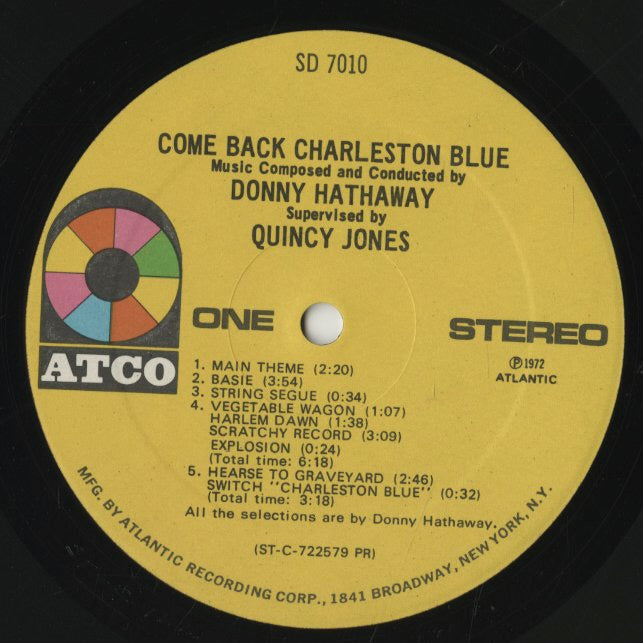 SD 7010
COME BACK CHARLESTON BLUE
Music Composed and Conducted by
DONNY HATHAWAY
Supervised by
QUINCY JONES
ATCO
ONE
STEREO
Ⓟ1972
ATLANTIC
1. MAIN THEME (2:20)
2. BASIE (3:54)
3. STRING SEGUE (0:34)
4. VEGETABLE WAGON (1:07)
HARLEM DAWN (1:38)
SCRATCHY RECORD (3:09)
EXPLOSION (0:24)
(Total time: 6:18)
5. HEARSE TO GRAVEYARD (2:46)
SWITCH "CHARLESTON BLUE" (0:32)
(Total time: 3:18)
All the selections are by Donny Hathaway.
(ST-C-722579 PR)
MFG. BY ATLANTIC RECORDING CORP., 1841 BROADWAY, NEW YORK, N.Y.